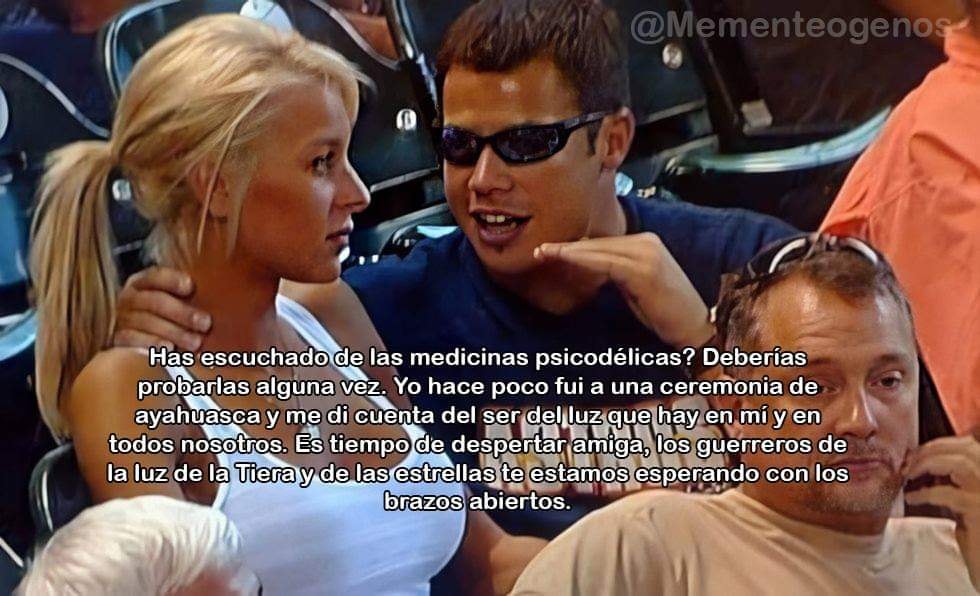 @Mementeogenos
Has escuchado de las medicinas psicodélicas? Deberías
probarlas alguna vez. Yo hace poco fui a una ceremonia de
ayahuasca y me di cuenta del ser del luz que hay en mí y en
todos nosotros. Es tiempo de despertar amiga, los guerreros de
la luz de la Tiera y de las estrellas te estamos esperando con los
brazos abiertos.